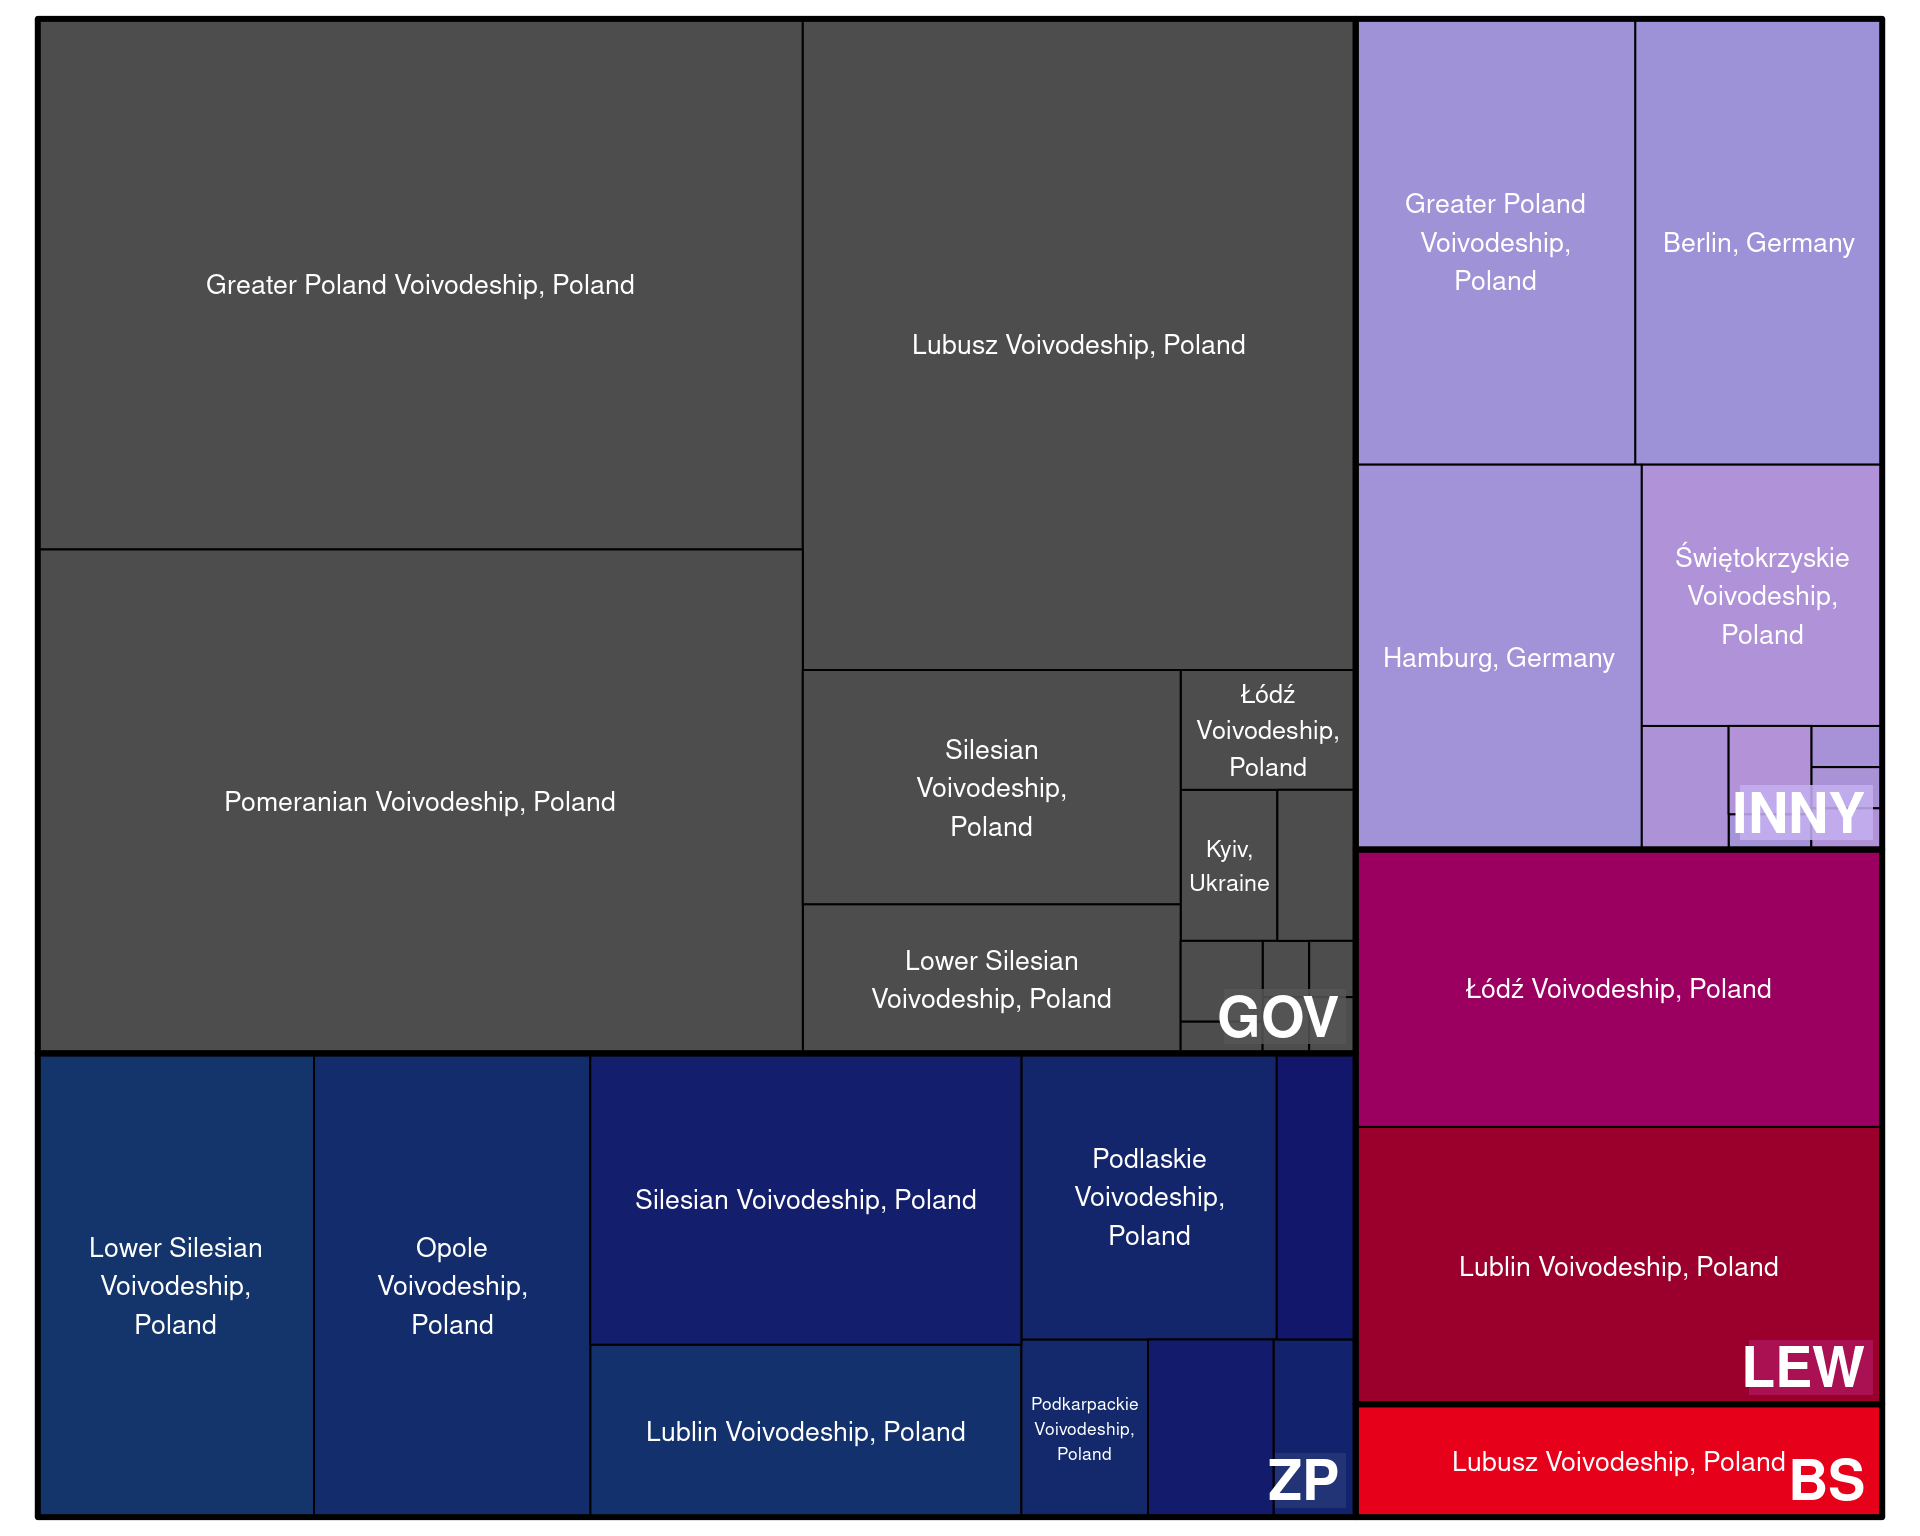 Greater Poland Voivodeship, Poland
Lubusz Voivodeship, Poland
Pomeranian Voivodeship, Poland
Silesian
Voivodeship,
Poland
Łódź
Voivodeship,
Poland
Kyiv,
Ukraine
Lower Silesian
Voivodeship, Poland
GOV
Greater Poland
Voivodeship,
Poland
Berlin, Germany
Hamburg, Germany
Świętokrzyskie
Voivodeship,
Poland
INNY
Lower Silesian
Voivodeship,
Poland
Opole
Voivodeship,
Poland
Silesian Voivodeship, Poland
Lublin Voivodeship, Poland
Podlaskie
Voivodeship,
Poland
Podkarpackie
Voivodeship,
Poland
ZP
Łódź Voivodeship, Poland
Lublin Voivodeship, Poland
LEW
Lubusz Voivodeship, Poland
BS